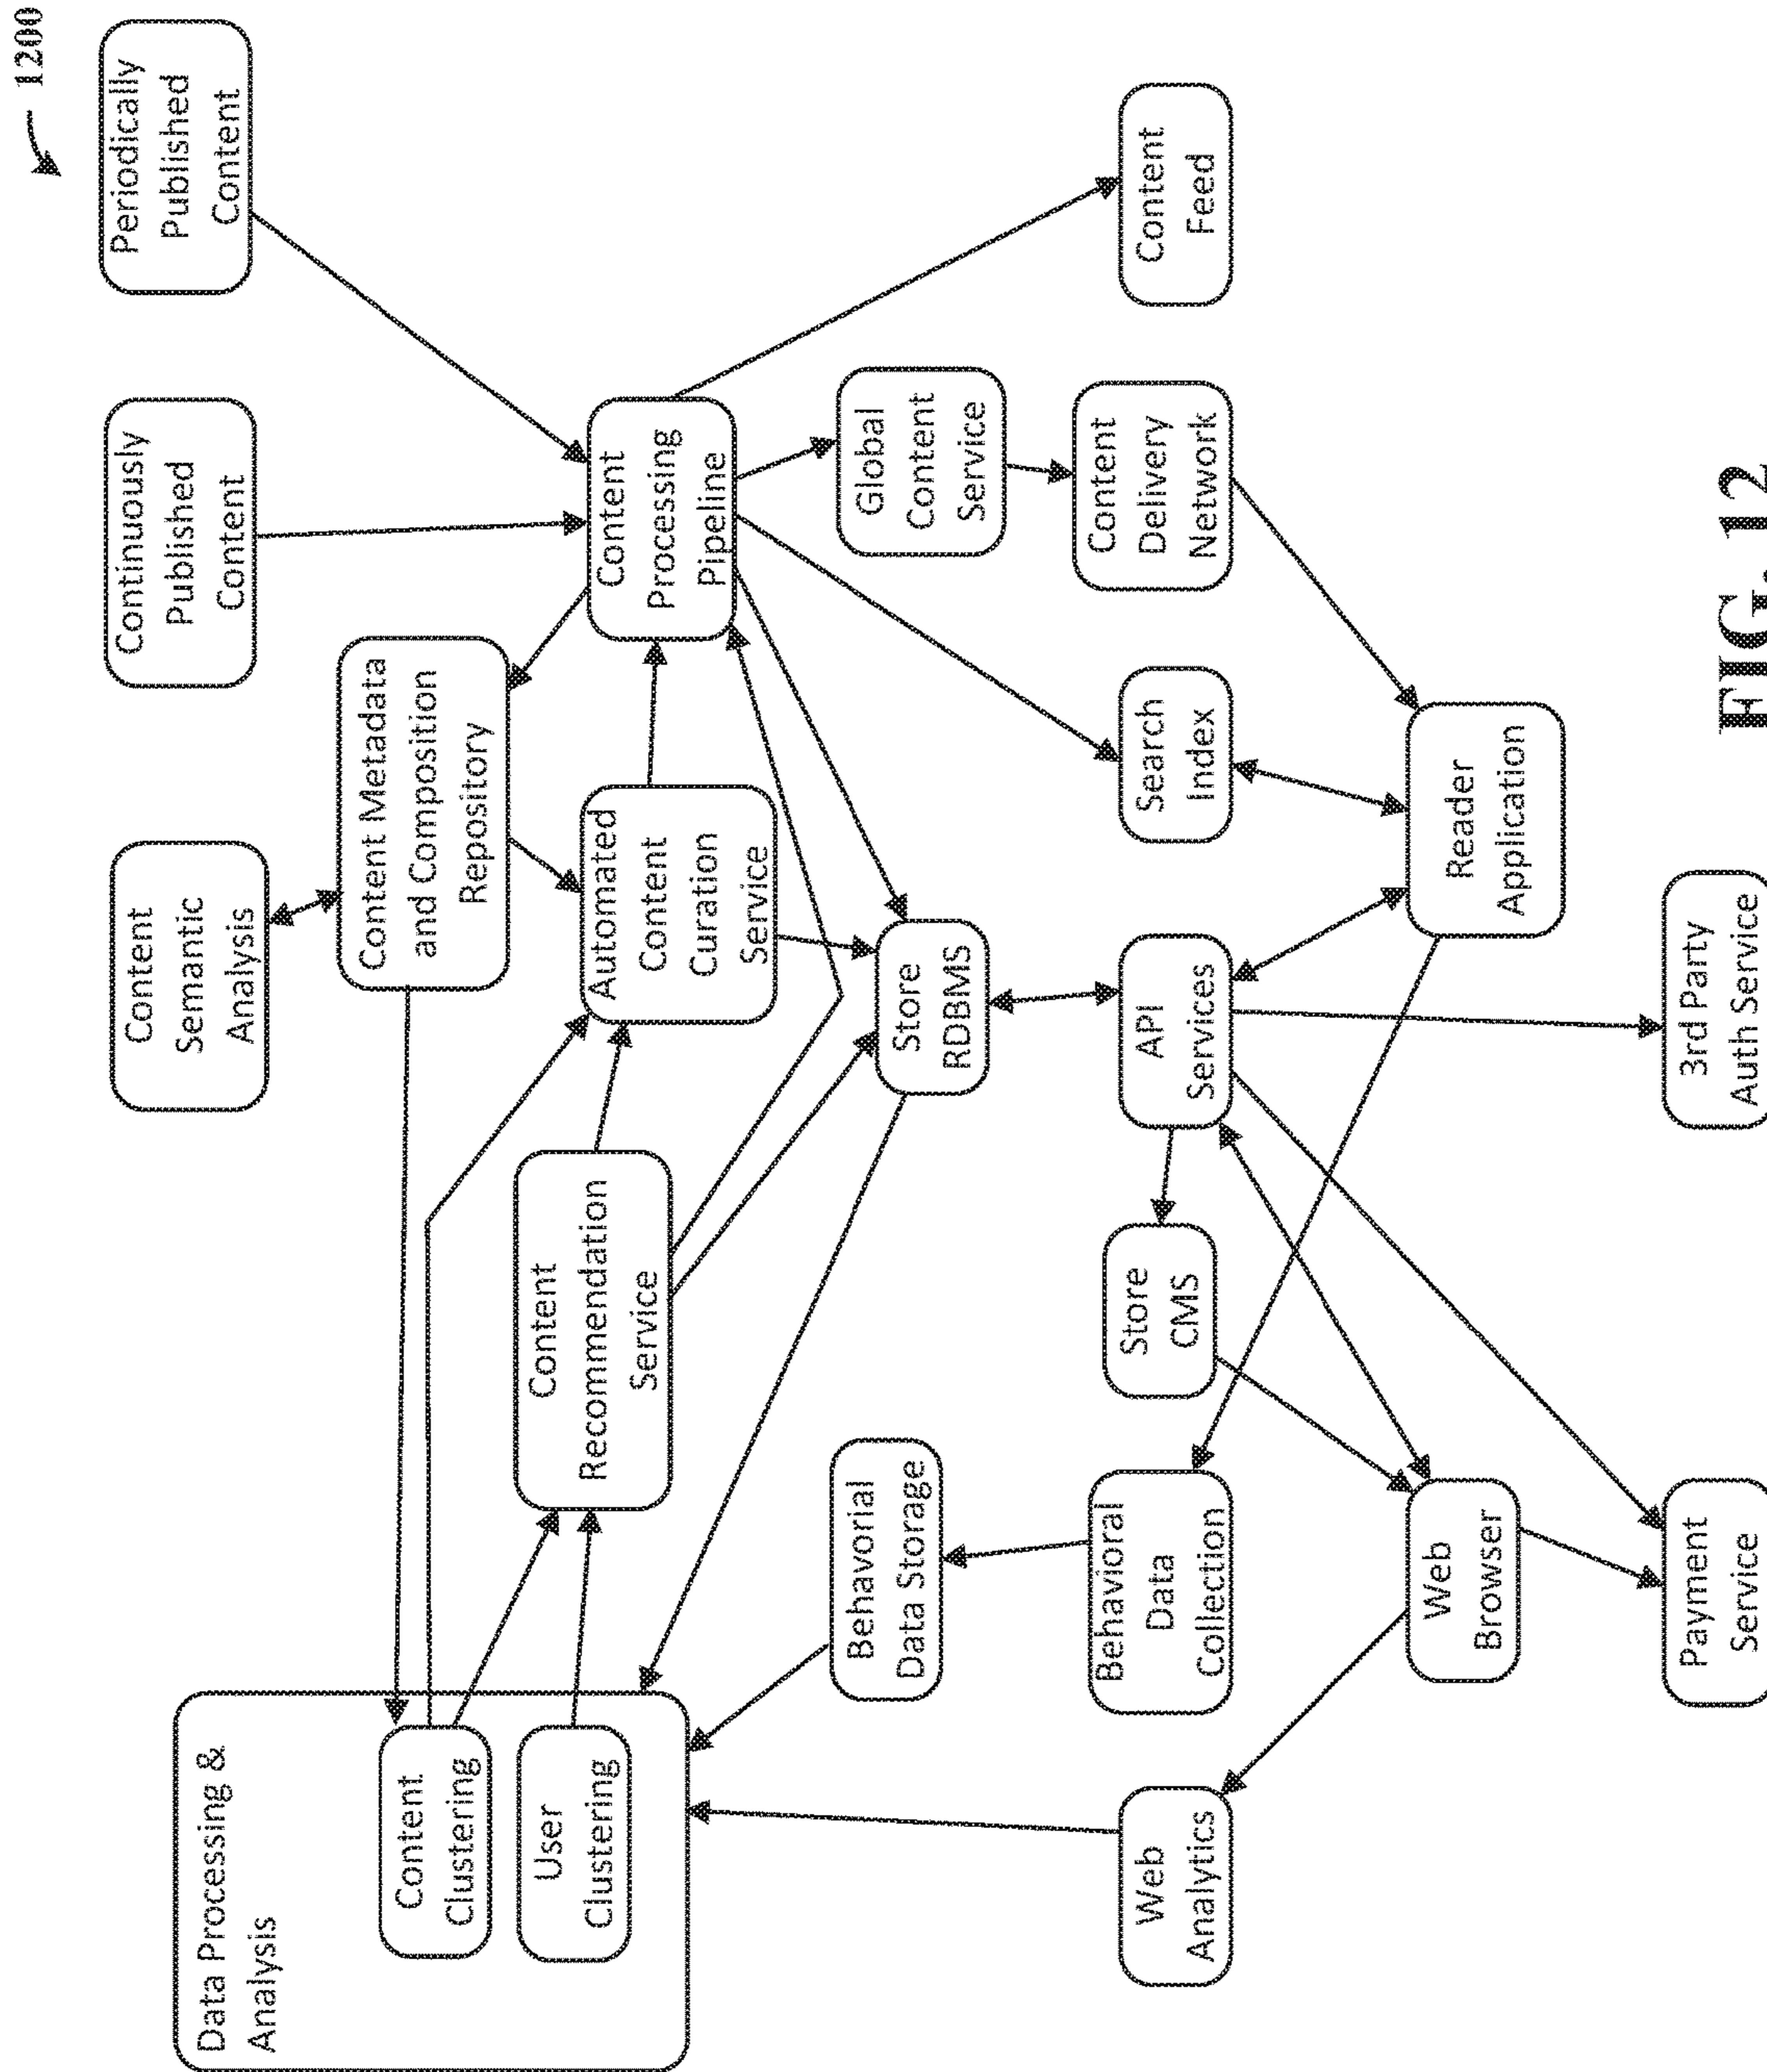 1200
Periodically
Published
Content
Continuously
Published
Content
Content
Semantic
Analysis
Content Metadata
and Composition
Repository
Data Processing &
Analysis
Content
Clustering
User
Clustering
Content
Recommendation
Service
Automated
Content
Curation
Service
Content
Processing
Pipeline
Store
RDBMS
Global
Content
Service
Behavorial
Data Storage
Content
Delivery
Network
Content
Feed
Search
Index
API
Services
Store
CMS
Behavioral
Data
Collection
Web
Analytics
Reader
Application
Web
Browser
3rd Party
Auth Service
Payment
Service
FIG. 12